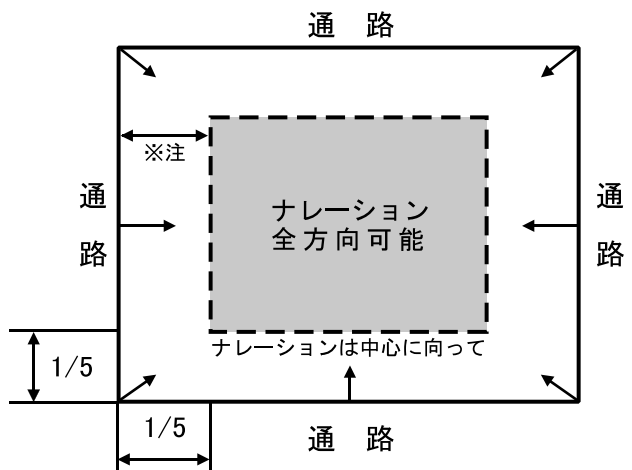 通 路
※注
通
路
ナレーション
全方向可能
通
路
ナレーションは中心に向って
1/5
1/5
通 路